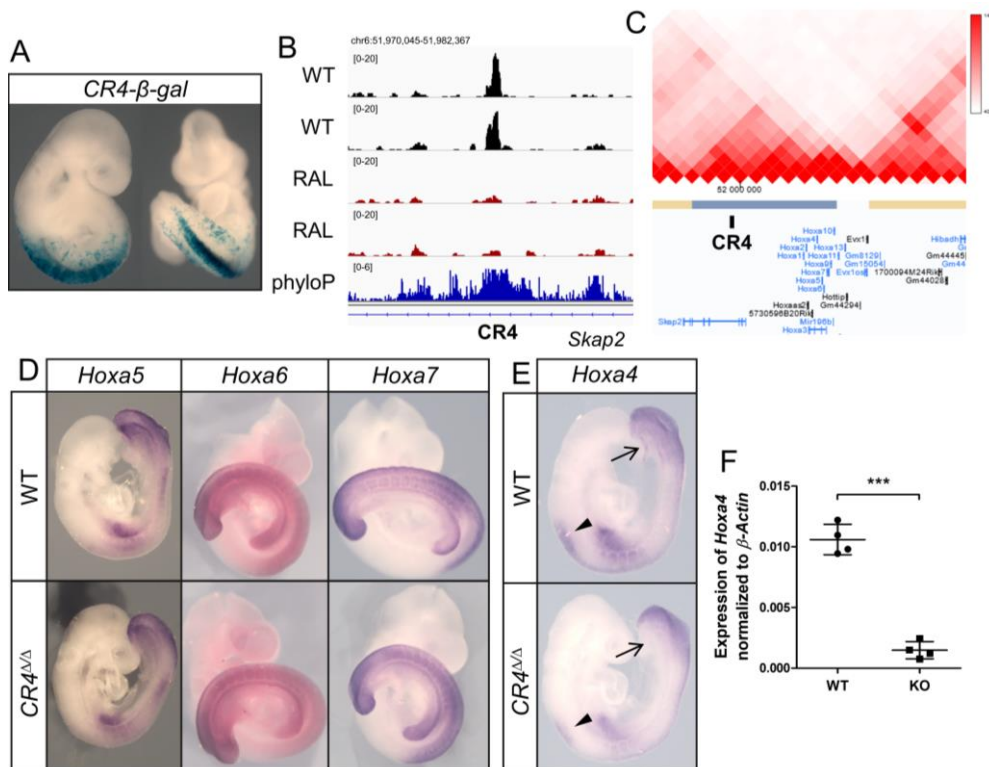 A
CR4-β-gal
B
chr6:51,970,045-51,982,367
WT
[0-20]
WT
[0-20]
RAL
[0-20]
RAL
[0-20]
phyloP
[0-6]
CR4
Skap2
C
52 000 000
CR4
Hoxa10
Hoxa4 Evx1
Hoxa2 Hoxa13 Hibadh
Hoxa1 Hoxa11 Gm8129
Hoxa9 Gm15054 Gm44445
Hoxa7 Evx1os 1700094M24Rik Gm44
Hoxa5 Gm44028
Hoxa6
Hottip
Hoxaas2 Gm44294
5730596B20Rik
Skap2 Mir196b
Hoxa3
D
Hoxa5 Hoxa6 Hoxa7
WT
CR4Δ/Δ
E
Hoxa4
WT
CR4Δ/Δ
F
Expression of Hoxa4
normalized to β-Actin
0.015
0.010
0.005
0.000
***
WT KO